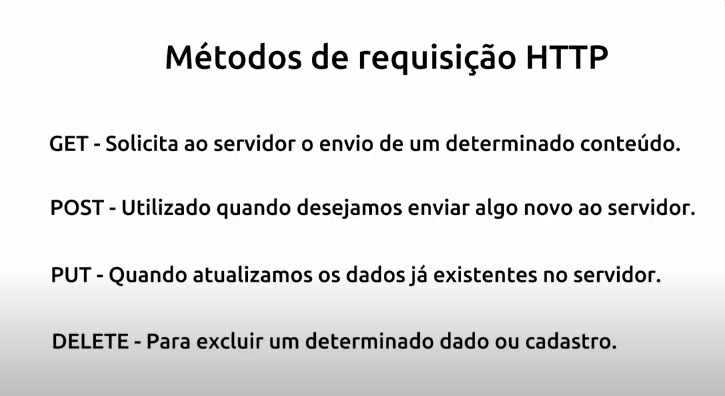 Métodos de requisição HTTP
GET - Solicita ao servidor o envio de um determinado conteúdo.
POST - Utilizado quando desejamos enviar algo novo ao servidor.
PUT - Quando atualizamos os dados já existentes no servidor.
DELETE - Para excluir um determinado dado ou cadastro.